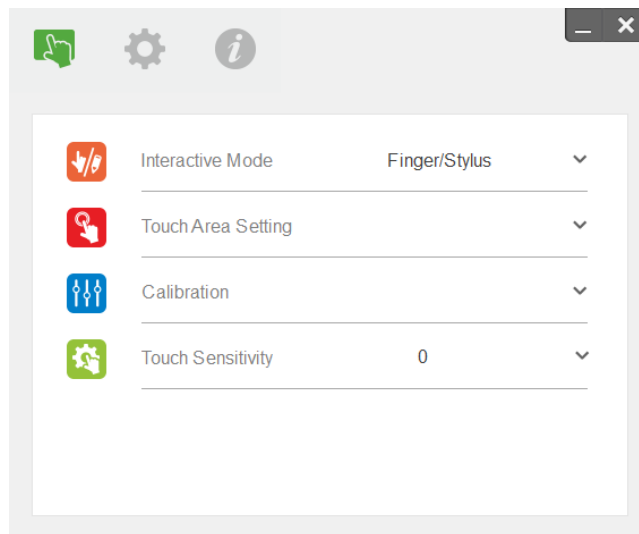 Interactive Mode Finger/Stylus
Touch Area Setting
Calibration
Touch Sensitivity 0